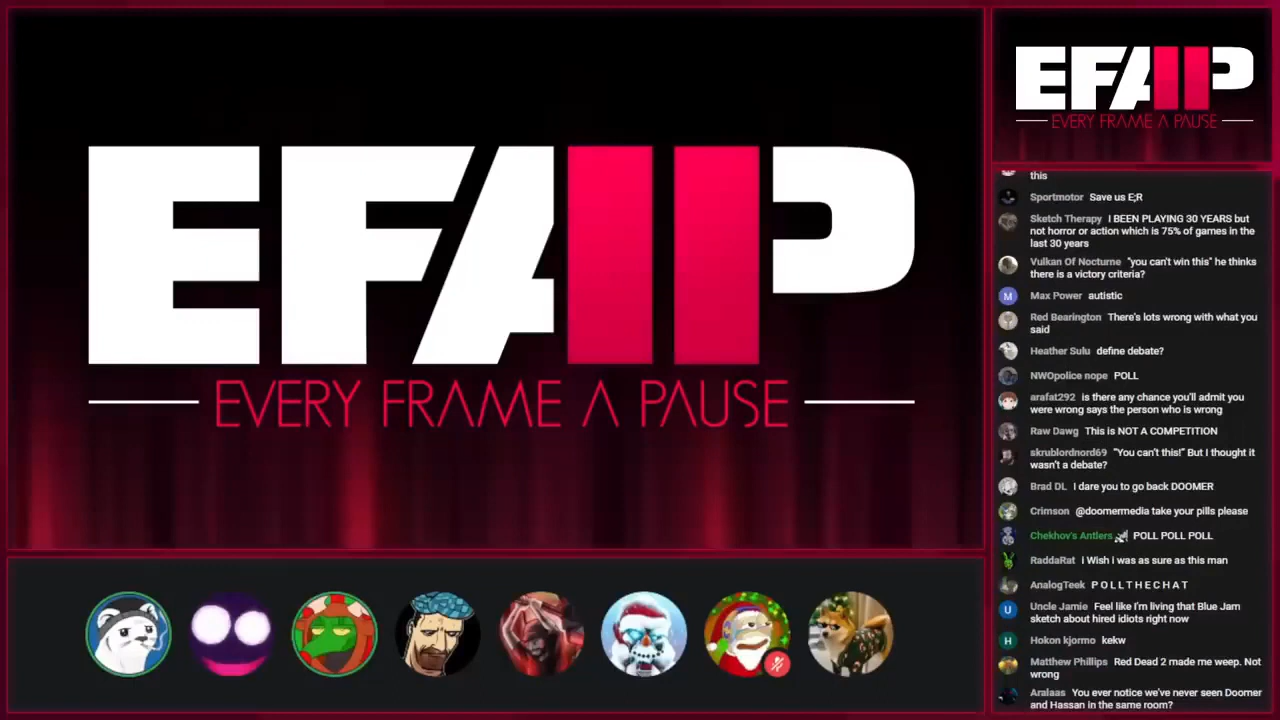 EFAP
EVERY FRAME A PAUSE
EFAP
EVERY FRAME A PAUSE
this
Sportmotor Save us E;R
Sketch Therapy I BEEN PLAYING 30 YEARS but
not horror or action which is 75% of games in the
last 30 years
Vulkan Of Nocturne "you can't win this" he thinks
there is a victory criteria?
M
Max Power autistic
Red Bearington There's lots wrong with what you
said
Heather Sulu define debate?
NWOpolice nope POLL
arafat292 is there any chance you'll admit you
were wrong says the person who is wrong
Raw Dawg This is NOT A COMPETITION
skrublordnord69 "You can't this!" But I thought it
wasn't a debate?
Brad DL I dare you to go back DOOMER
Crimson @doomermedia take your pills please
Chekhov's Antlers POLL POLL POLL
RaddaRat I Wish i was as sure as this man
AnalogTeek P O L L T H E C H A T
U
Uncle Jamie Feel like I'm living that Blue Jam
sketch about hired idiots right now
H
Hokon kjormo kekw
Matthew Phillips Red Dead 2 made me weep. Not
wrong
Aralaas You ever notice we've never seen Doomer
and Hassan in the same room?